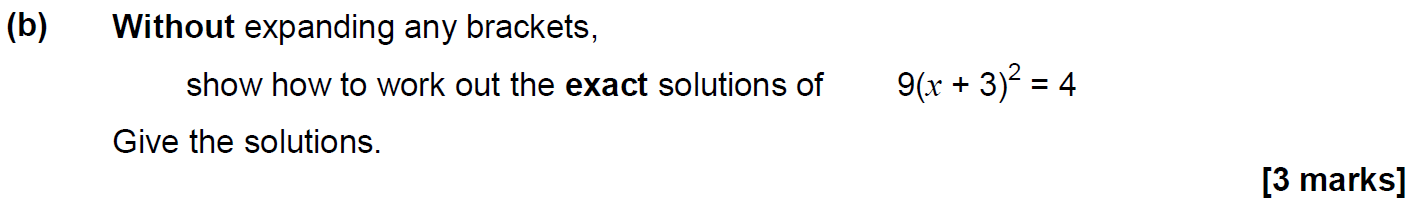 (b) Without expanding any brackets,
show how to work out the exact solutions of 9(x + 3)² = 4
Give the solutions.
[3 marks]